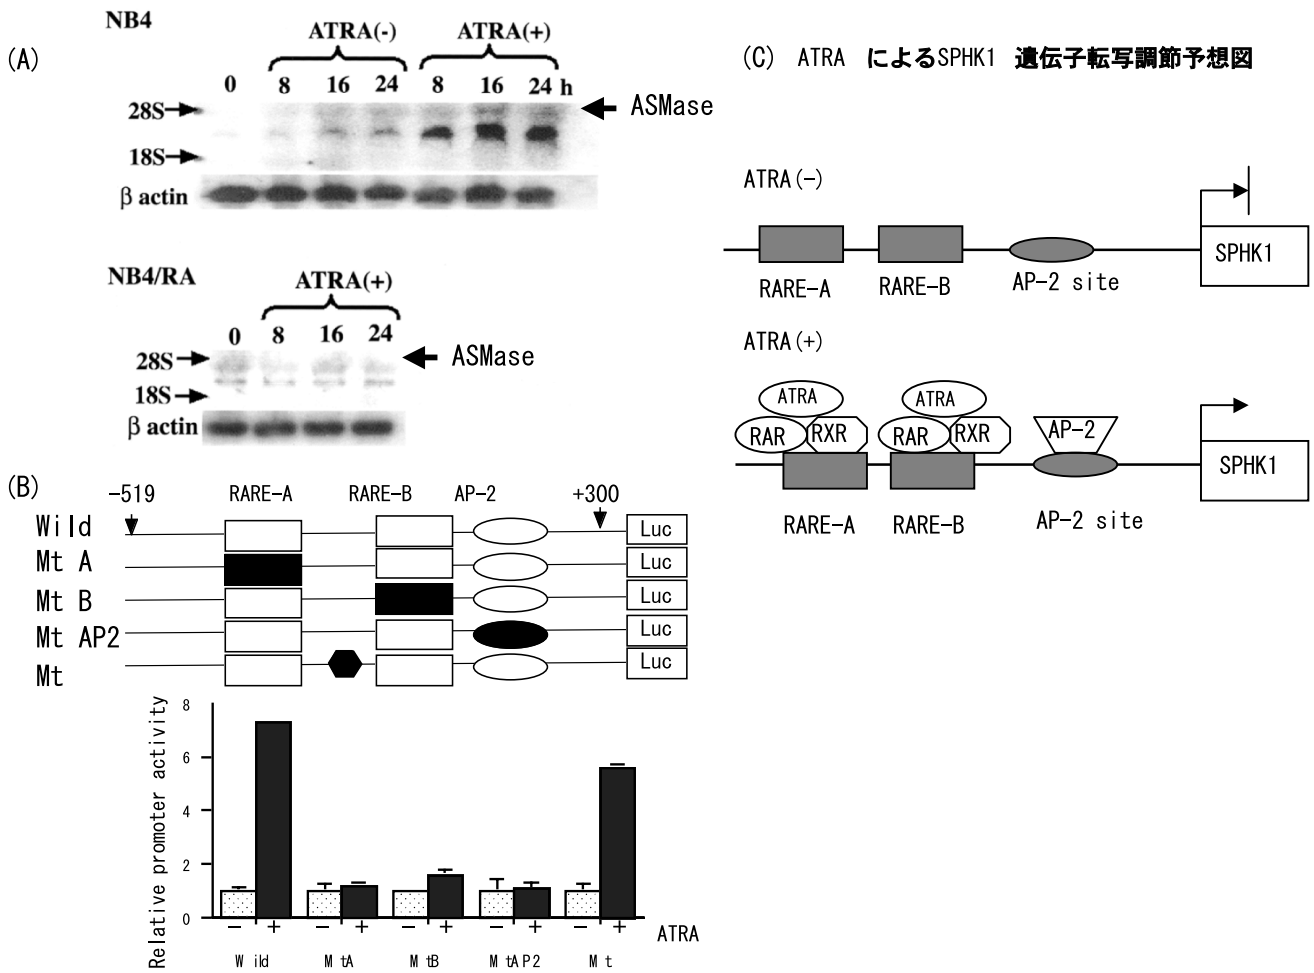 (A)
NB4
ATRA(-) ATRA(+)
0 8 16 24 8 16 24 h
28S
ASMase
18S
β actin
NB4/RA
ATRA(+)
0 8 16 24
28S
ASMase
18S
β actin
(B)
-519 RARE-A RARE-B AP-2 +300
Wild Luc
Mt A Luc
Mt B Luc
Mt AP2 Luc
Mt Luc
Relative promoter activity
8
6
4
2
0
- + - + - + - + - + ATRA
Wild MtA MtB MtAP2 Mt
(C) ATRA によるSPHK1 遺伝子転写調節予想図
ATRA(-)
SPHK1
RARE-A RARE-B AP-2 site
ATRA(+)
ATRA ATRA
RAR RXR RAR RXR AP-2
SPHK1
RARE-A RARE-B AP-2 site